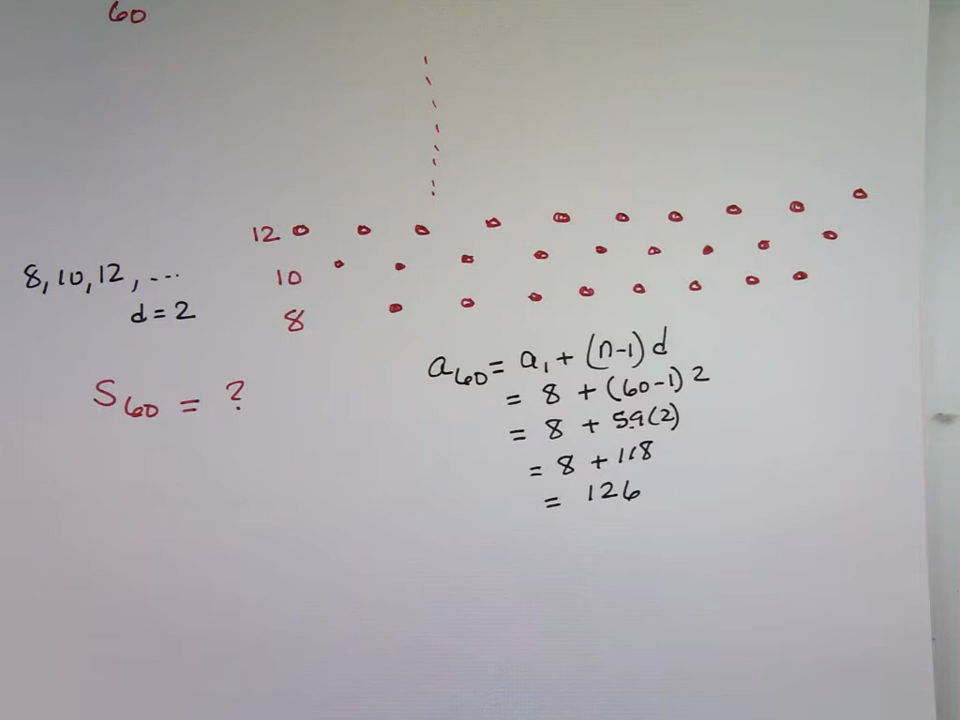 60
12
8, 10, 12, ...
10
d = 2
8
S₆₀ = ?
a₆₀ = a₁ + (n-1) d
= 8 + (60-1) 2
= 8 + 59(2)
= 8 + 118
= 126